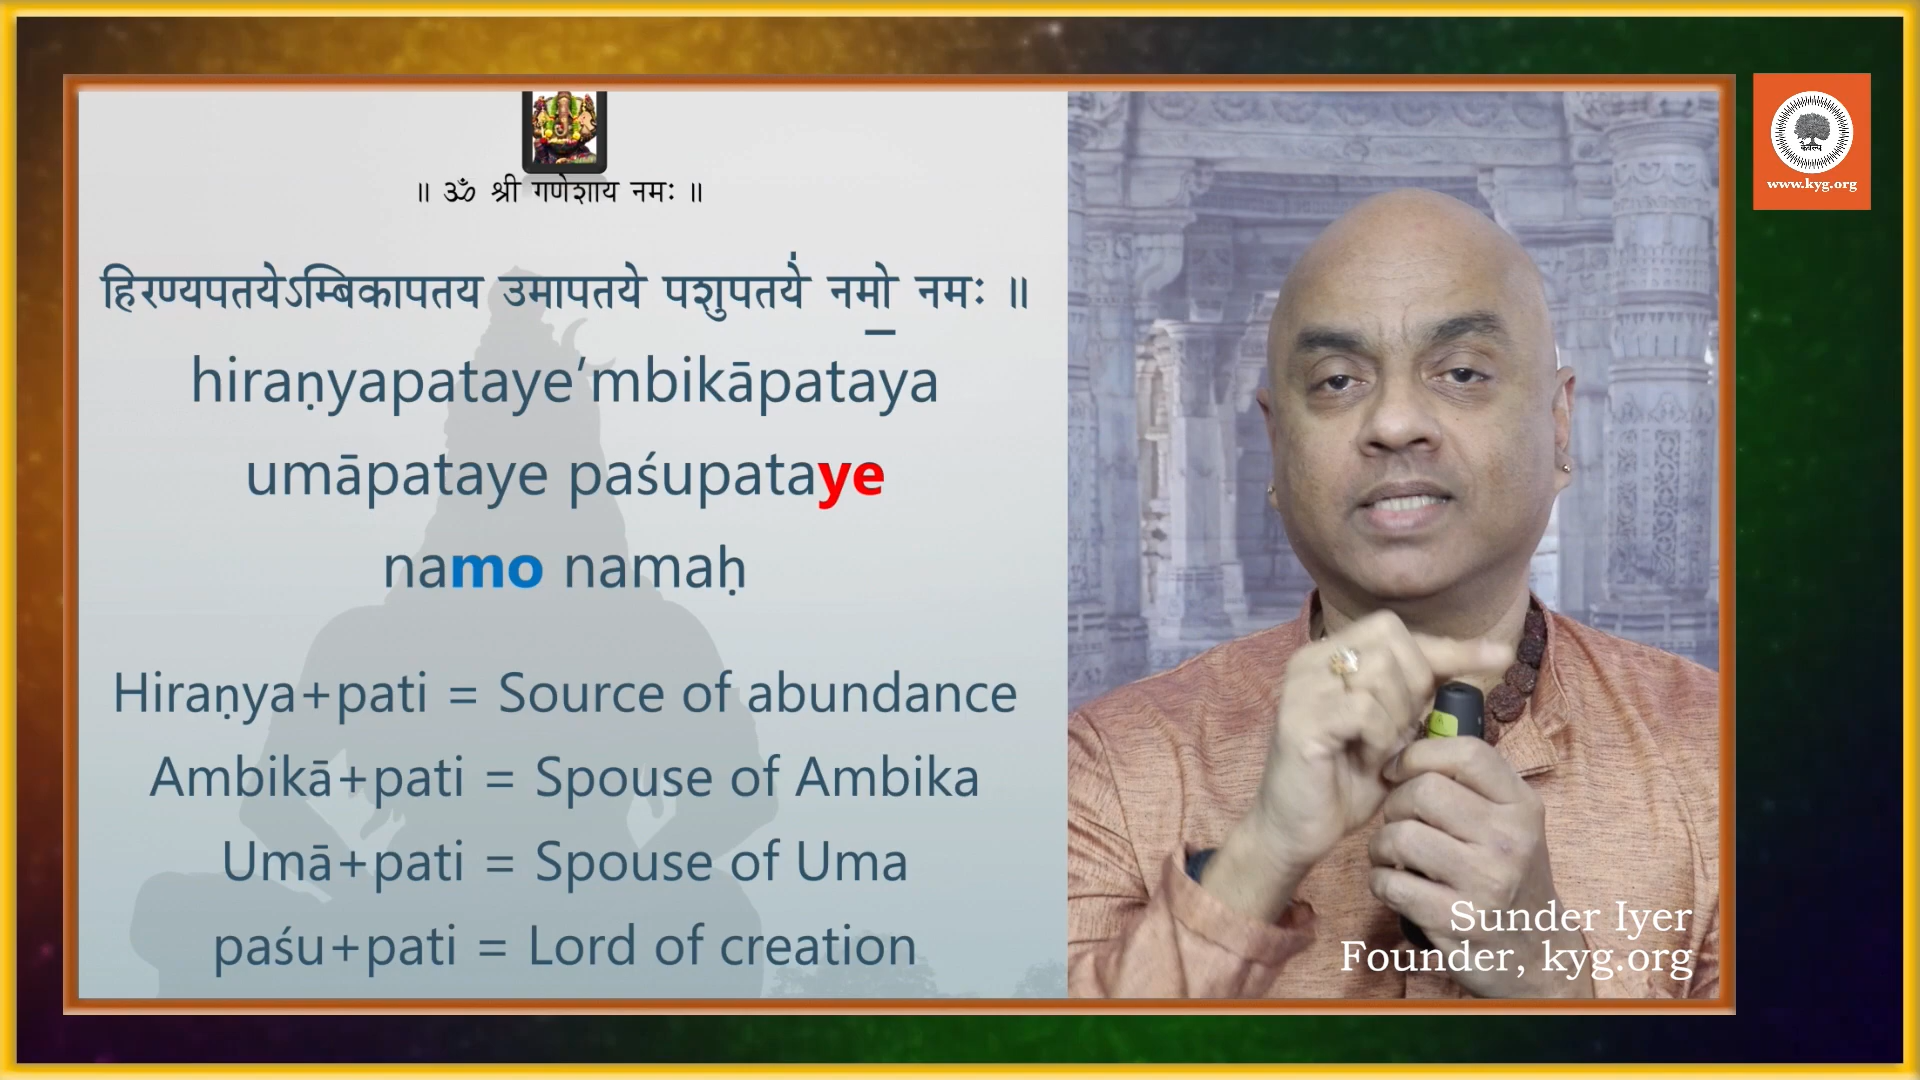 ॥ ॐ श्री गणेशाय नमः ॥
हिरण्यपतयेऽम्बिकापतय उमापतये पशुपतये॑ नमो॒ नमः ॥
hiraṇyapataye’mbikāpataya
umāpataye paśupataye
namo namaḥ
Hiraṇya+pati = Source of abundance
Ambikā+pati = Spouse of Ambika
Umā+pati = Spouse of Uma
paśu+pati = Lord of creation
Sunder Iyer
Founder, kyg.org
कैवल्य
www.kyg.org